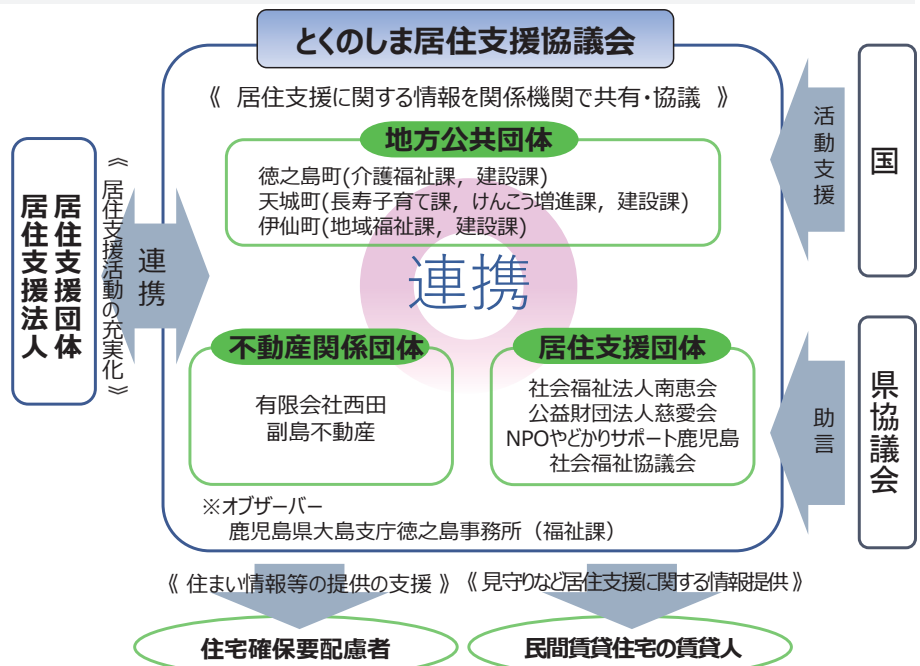 とくのしま居住支援協議会
《 居住支援に関する情報を関係機関で共有・協議 》
地方公共団体
徳之島町(介護福祉課，建設課)
天城町(長寿子育て課，けんこう増進課，建設課)
伊仙町(地域福祉課，建設課)
連携
不動産関係団体
有限会社西田
副島不動産
居住支援団体
社会福祉法人南恵会
公益財団法人慈愛会
NPOやどかりサポート鹿児島
社会福祉協議会
※オブザーバー
鹿児島県大島支庁徳之島事務所（福祉課）
居住支援団体
居住支援法人
《 居住支援活動の充実化 》
連携
国
活動支援
県協議会
助言
《 住まい情報等の提供の支援 》
《 見守りなど居住支援に関する情報提供 》
住宅確保要配慮者
民間賃貸住宅の賃貸人